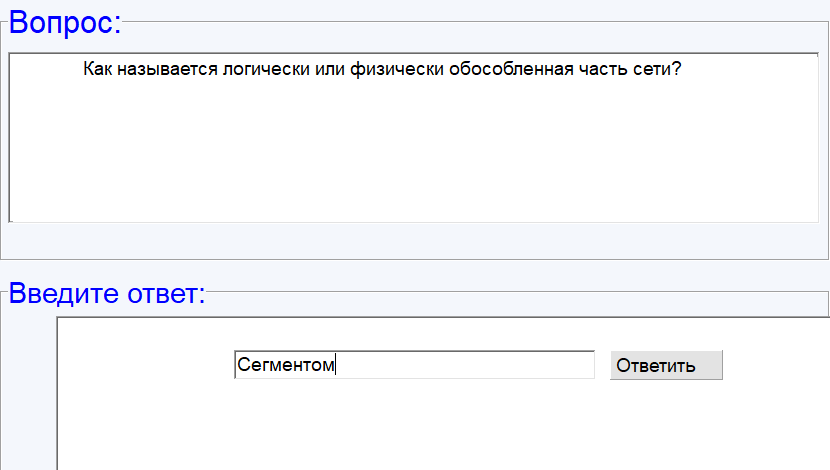 Вопрос:
Как называется логически или физически обособленная часть сети?
Введите ответ:
Сегментом
Ответить